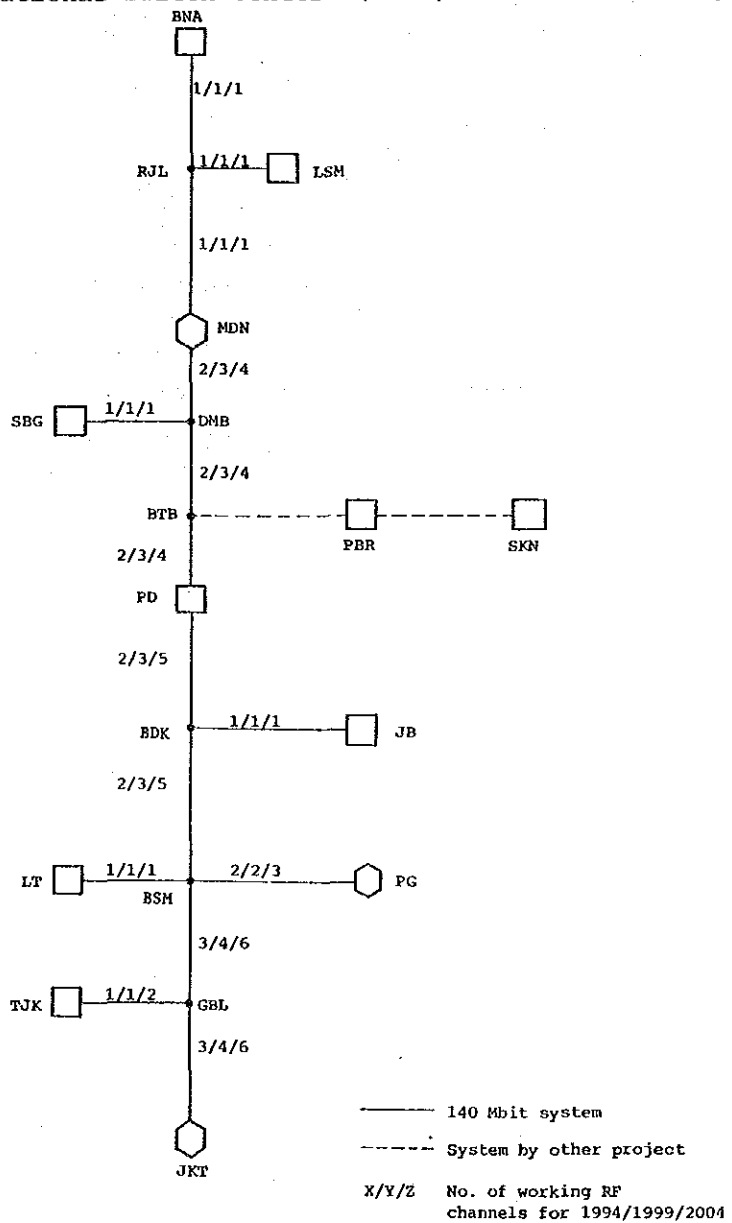 BNA
1/1/1
RJL 1/1/1 LSM
1/1/1
MDN
2/3/4
SBG 1/1/1 DMB
2/3/4
BTB
PBR SKN
2/3/4
PD
2/3/5
BDK 1/1/1 JB
2/3/5
LT 1/1/1 2/2/3 PG
BSM
3/4/6
TJK 1/1/2 GBL
3/4/6
JKT
140 Mbit system
System by other project
X/Y/Z No. of working RF
channels for 1994/1999/2004